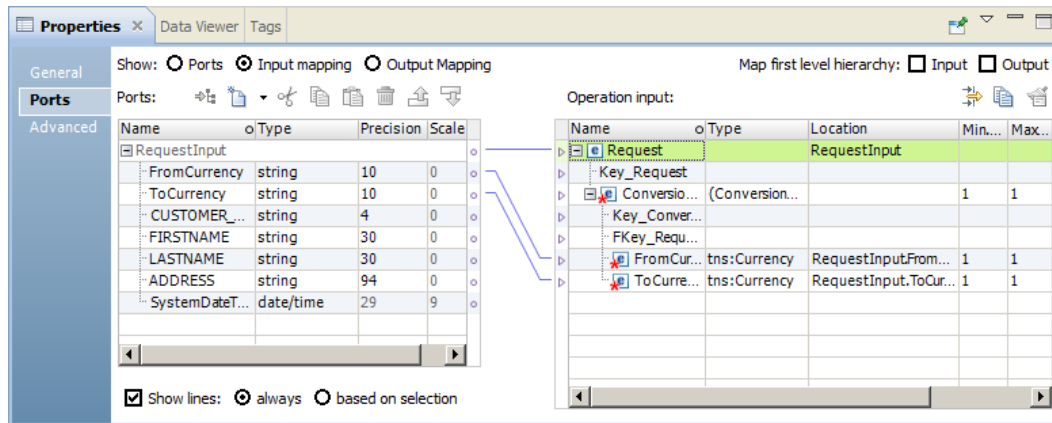 Properties Data Viewer Tags
General
Ports
Advanced
Show: Ports Input mapping Output Mapping
Map first level hierarchy: Input Output
Ports:
Operation input:
Name Type Precision Scale
RequestInput
FromCurrency string 10 0
ToCurrency string 10 0
CUSTOMER_... string 4 0
FIRSTNAME string 30 0
LASTNAME string 30 0
ADDRESS string 94 0
SystemDateT... date/time 29 9
Name Type Location Min... Max...
Request RequestInput
Key_Request
Conversio... (Conversion... 1 1
Key_Conver...
FKey_Requ...
FromCur... tns:Currency RequestInput.From... 1 1
ToCurre... tns:Currency RequestInput.ToCur... 1 1
Show lines: always based on selection